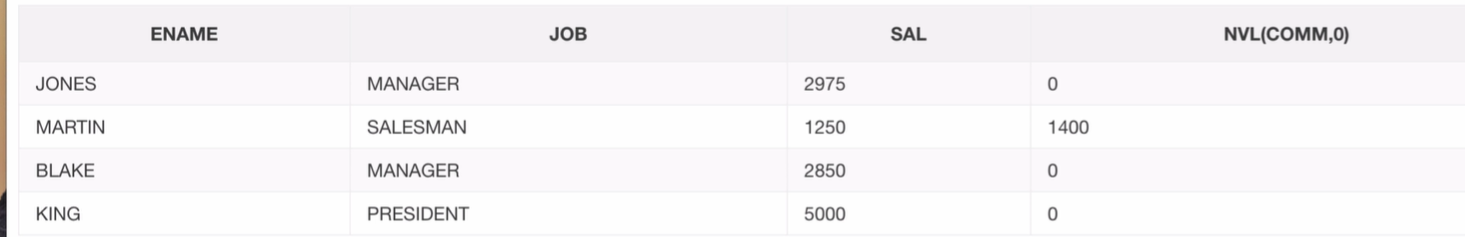 ENAME JOB SAL NVL(COMM,0)
JONES MANAGER 2975 0
MARTIN SALESMAN 1250 1400
BLAKE MANAGER 2850 0
KING PRESIDENT 5000 0